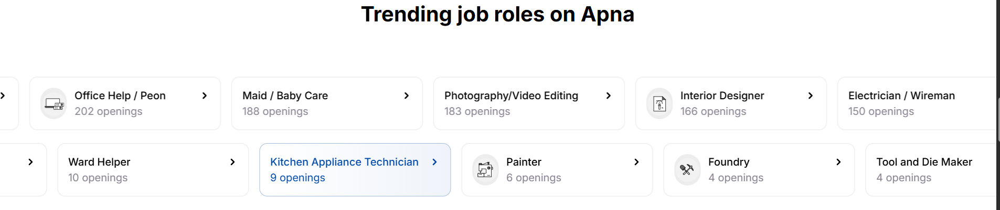 Trending job roles on Apna
Office Help / Peon
202 openings
Maid / Baby Care
188 openings
Photography/Video Editing
183 openings
Interior Designer
166 openings
Electrician / Wireman
150 openings
Ward Helper
10 openings
Kitchen Appliance Technician
9 openings
Painter
6 openings
Foundry
4 openings
Tool and Die Maker
4 openings